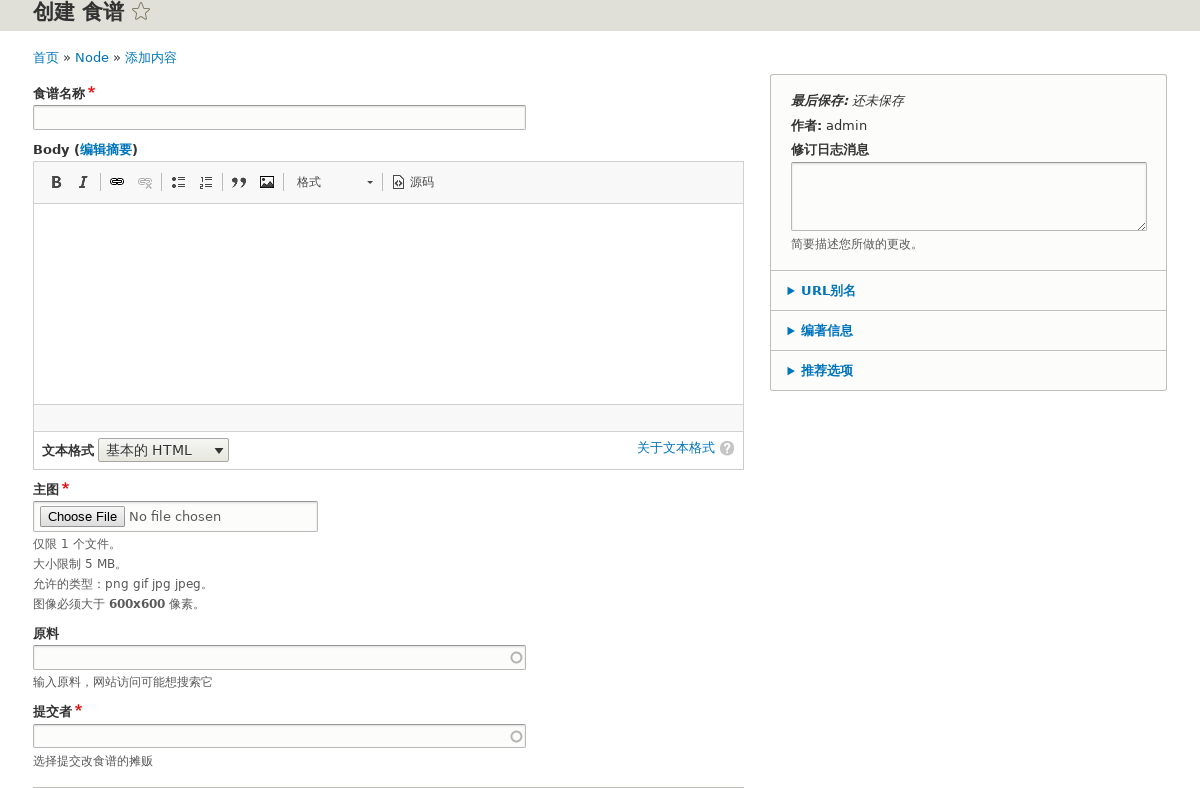 创建 食谱
首页 » Node » 添加内容
食谱名称*
Body (编辑摘要)
格式
源码
文本格式 基本的 HTML
关于文本格式 ?
主图*
Choose File No file chosen
仅限 1 个文件。
大小限制 5 MB。
允许的类型：png gif jpg jpeg。
图像必须大于 600x600 像素。
原料
输入原料，网站访问可能想搜索它
提交者*
选择提交改食谱的摊贩
最后保存: 还未保存
作者: admin
修订日志消息
简要描述您所做的更改。
URL别名
编著信息
推荐选项